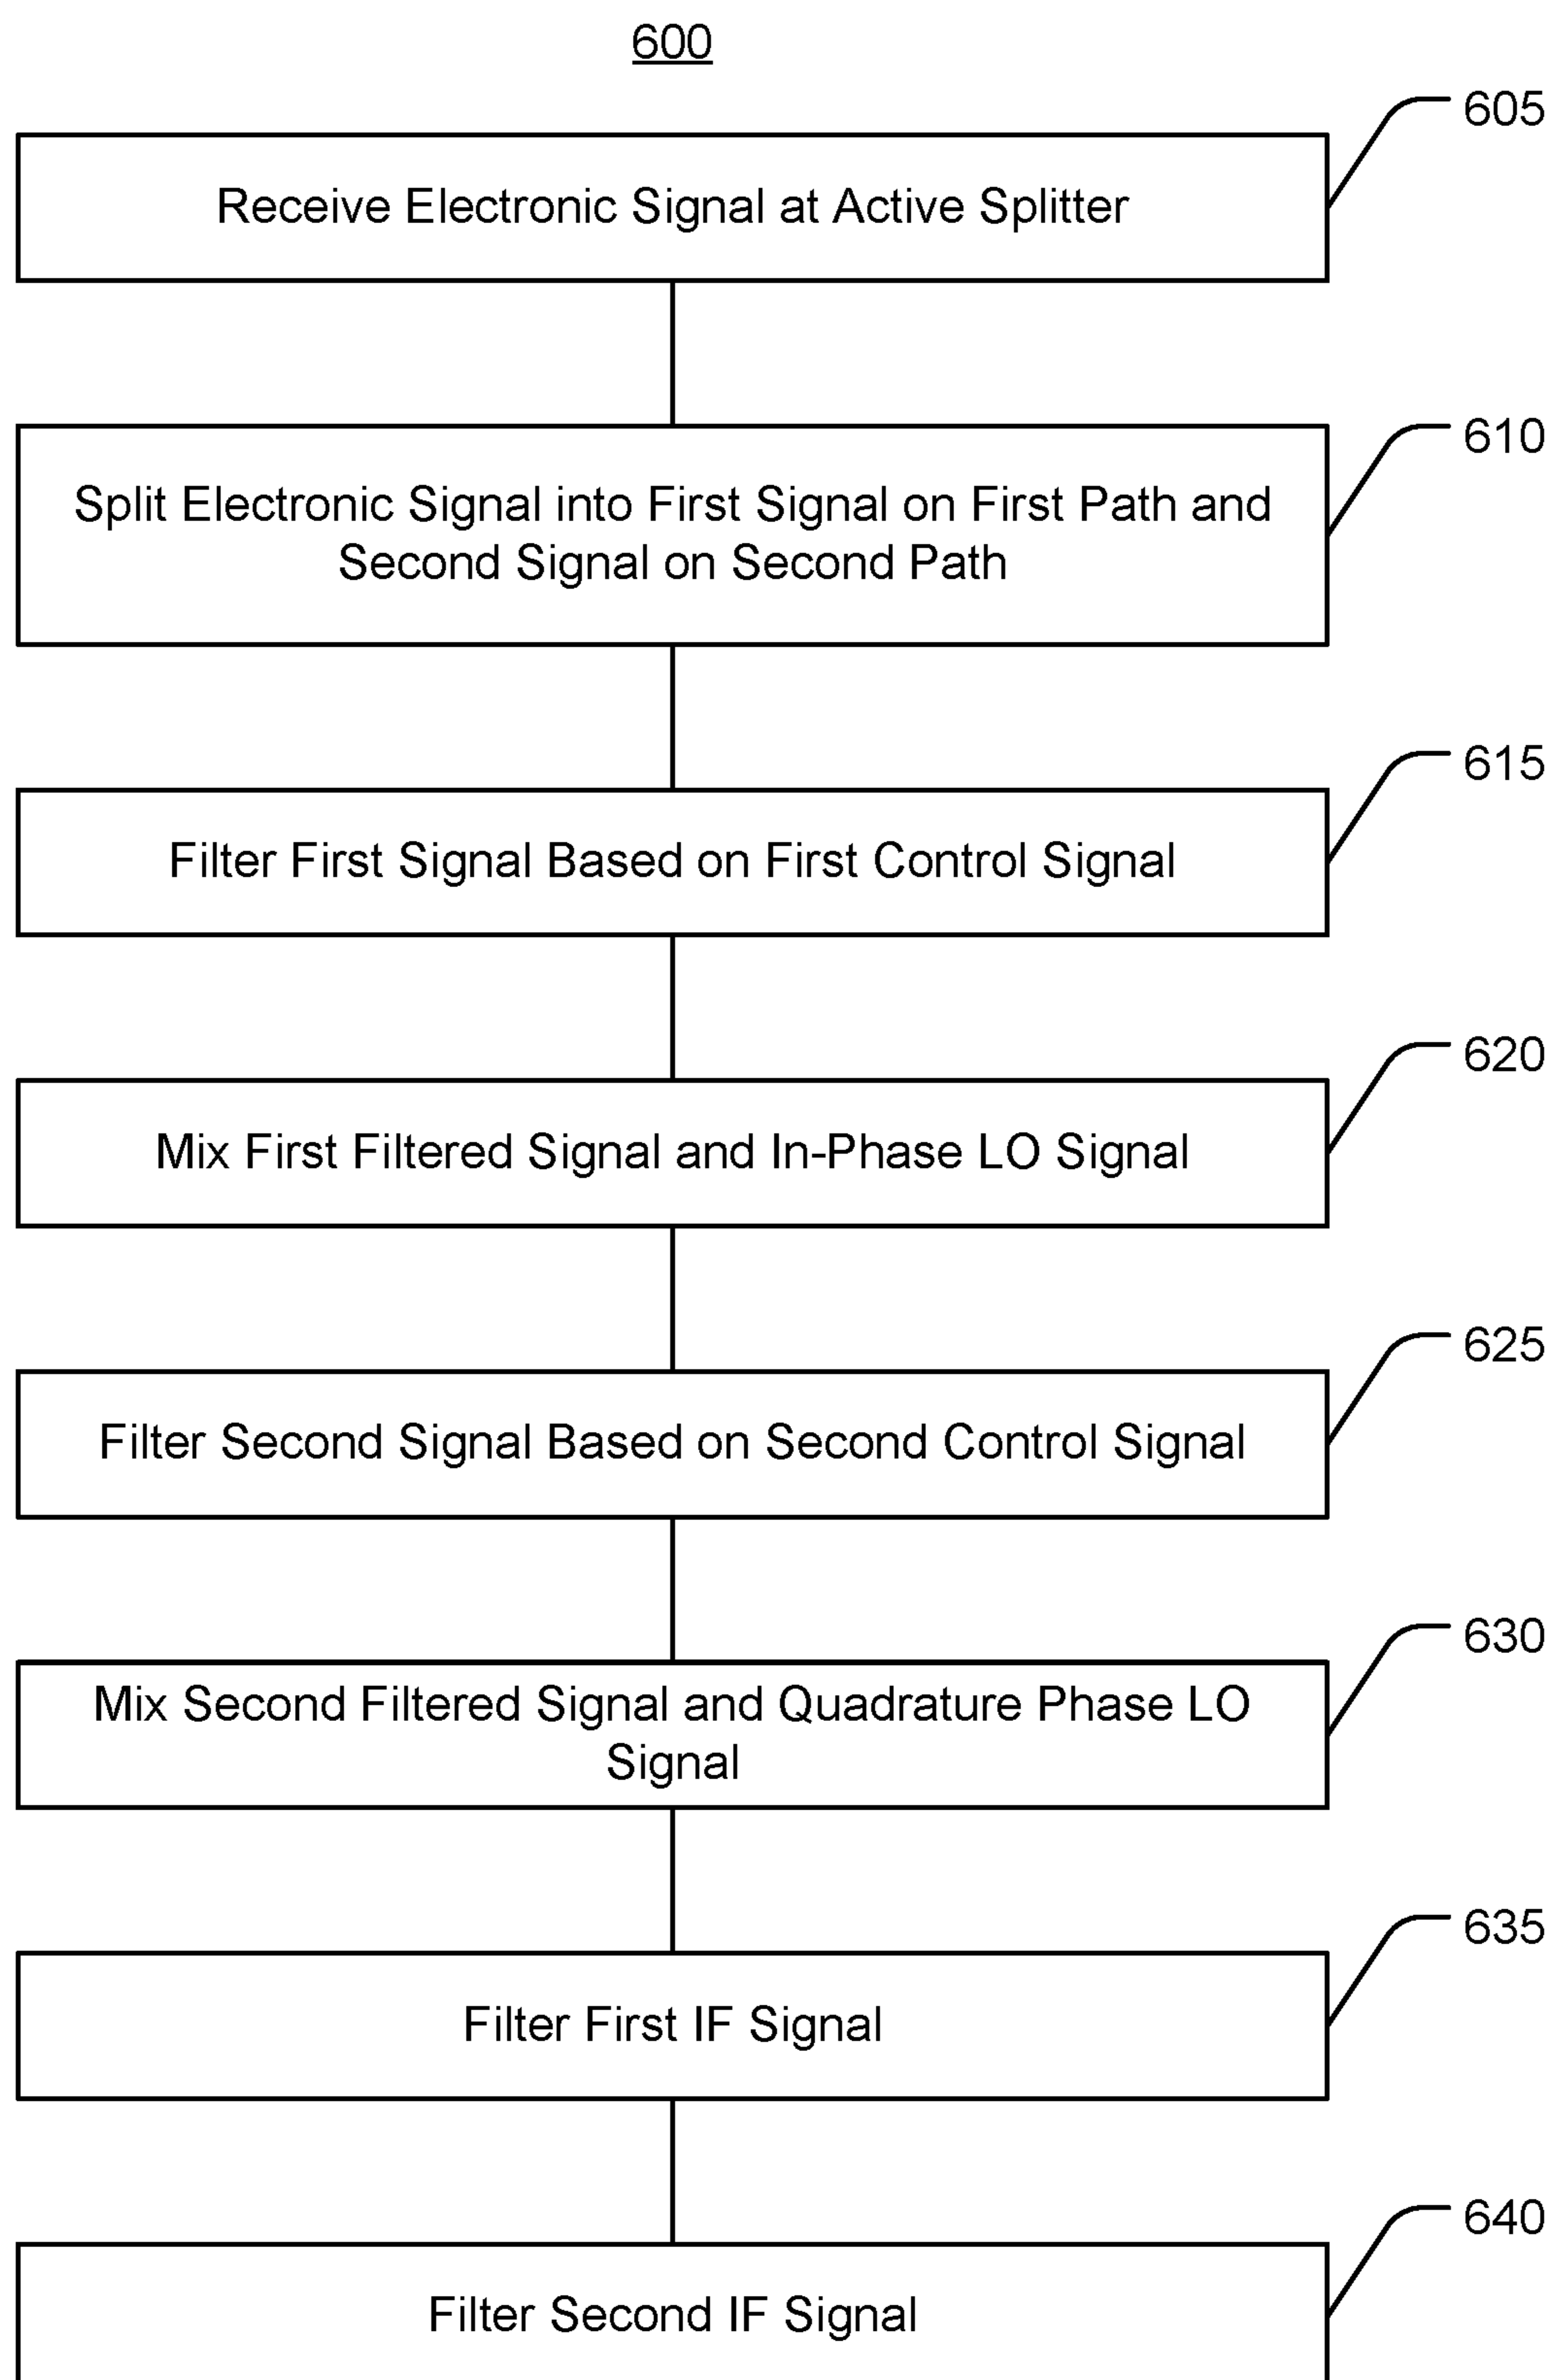 600
605
Receive Electronic Signal at Active Splitter
610
Split Electronic Signal into First Signal on First Path and
Second Signal on Second Path
615
Filter First Signal Based on First Control Signal
620
Mix First Filtered Signal and In-Phase LO Signal
625
Filter Second Signal Based on Second Control Signal
630
Mix Second Filtered Signal and Quadrature Phase LO
Signal
635
Filter First IF Signal
640
Filter Second IF Signal